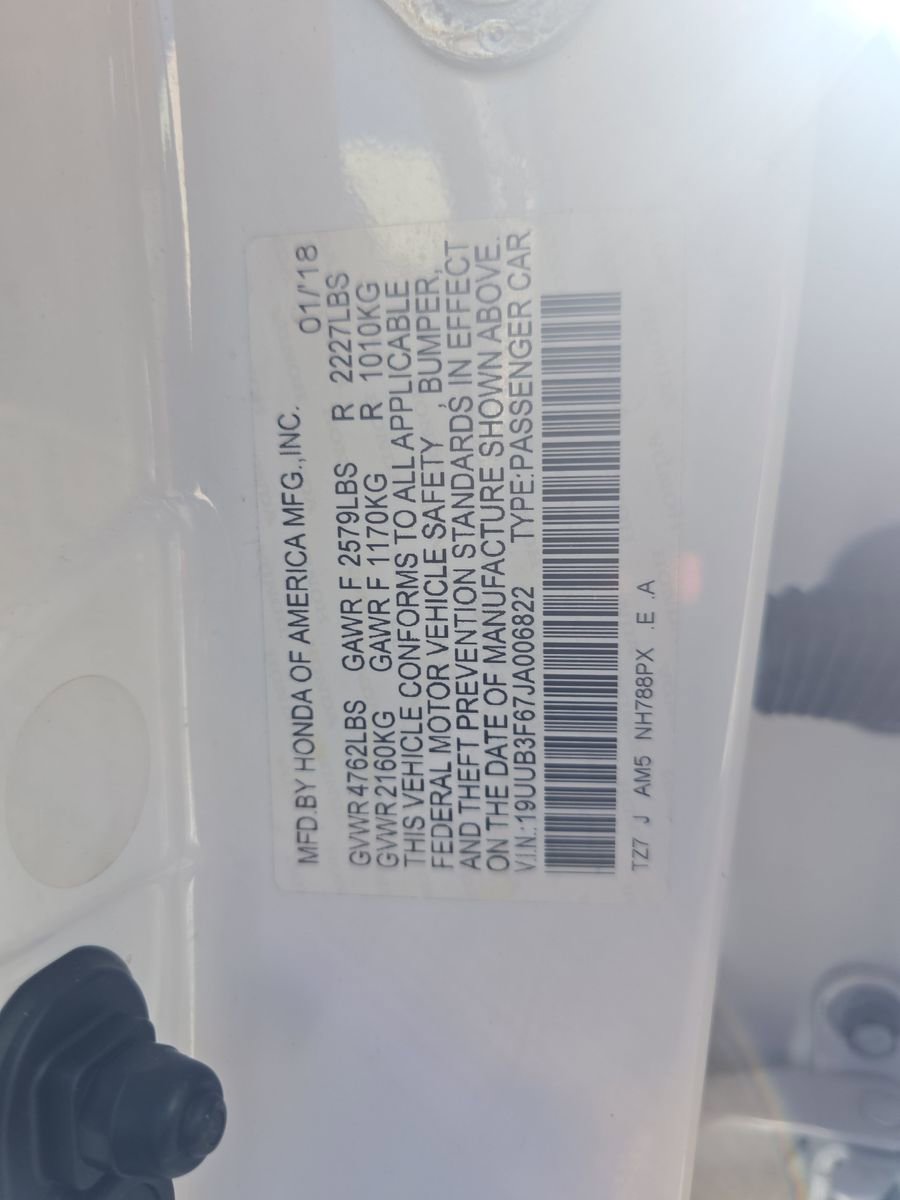 MFD.BY HONDA OF AMERICA MFG.,INC. 01/'18
GVWR 4762LBS GAWR F 2579LBS R 2227LBS
GVWR 2160KG GAWR F 1170KG R 1010KG
THIS VEHICLE CONFORMS TO ALL APPLICABLE
FEDERAL MOTOR VEHICLE SAFETY, BUMPER,
AND THEFT PREVENTION STANDARDS IN EFFECT
ON THE DATE OF MANUFACTURE SHOWN ABOVE.
V.I.N.:19UUB3F67JA006822 TYPE:PASSENGER CAR
TZ7 J AM5 NH788PX .E .A